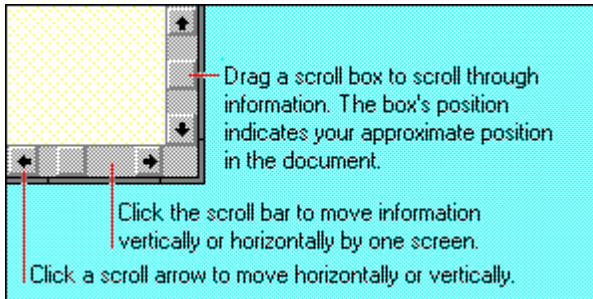 Drag a scroll box to scroll through
information. The box's position
indicates your approximate position
in the document.
Click the scroll bar to move information
vertically or horizontally by one screen.
Click a scroll arrow to move horizontally or vertically.